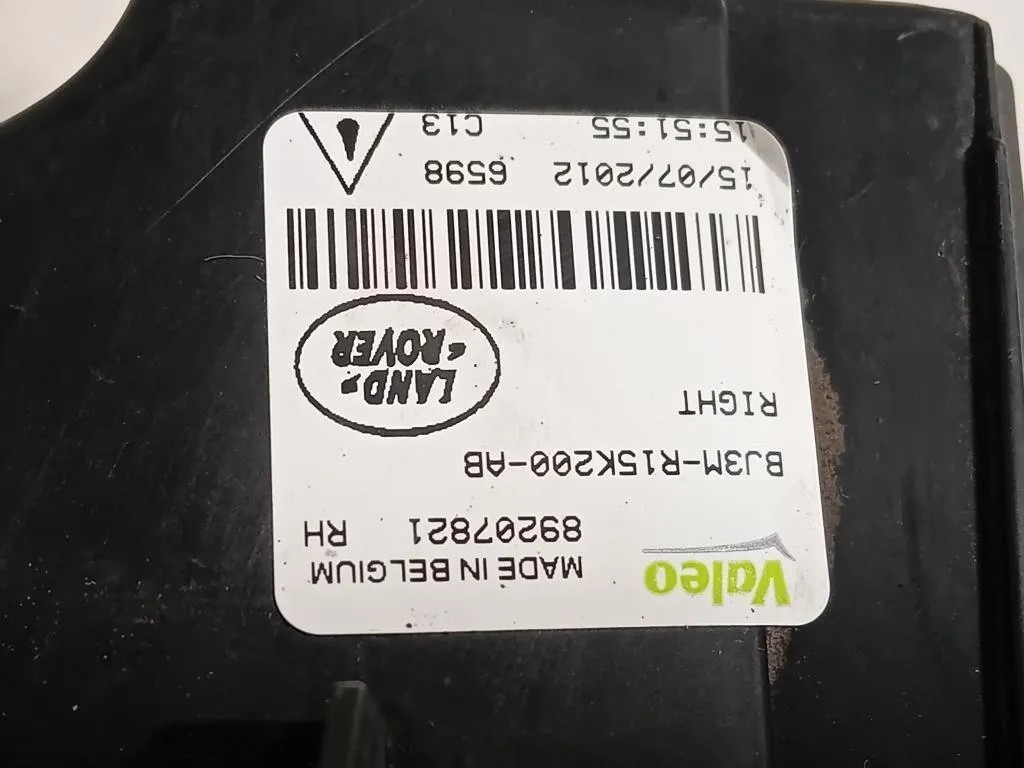 Valeo MADE IN BELGIUM
89207821 RH
BJ3M-R15K200-AB
RIGHT
LAND-
ROVER
15/07/2012 6598
15:51:55 C13